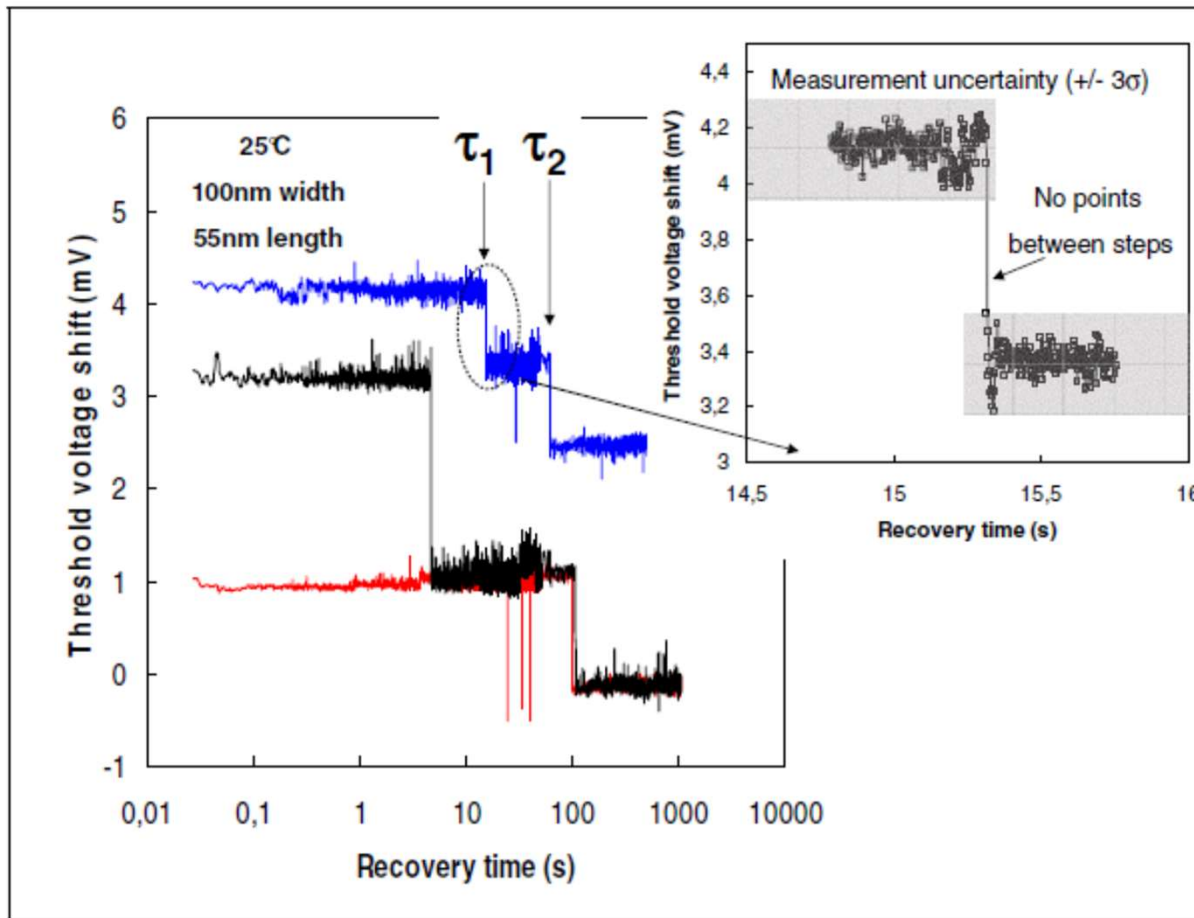 25°C
100nm width
55nm length
τ1
τ2
Threshold voltage shift (mV)
6
5
4
3
2
1
0
-1
0,01
0,1
1
10
100
1000
10000
Recovery time (s)
Measurement uncertainty (+/- 3σ)
No points
between steps
Threshold voltage shift (mV)
4,4
4,2
4
3,8
3,6
3,4
3,2
3
14,5
15
15,5
16
Recovery time (s)